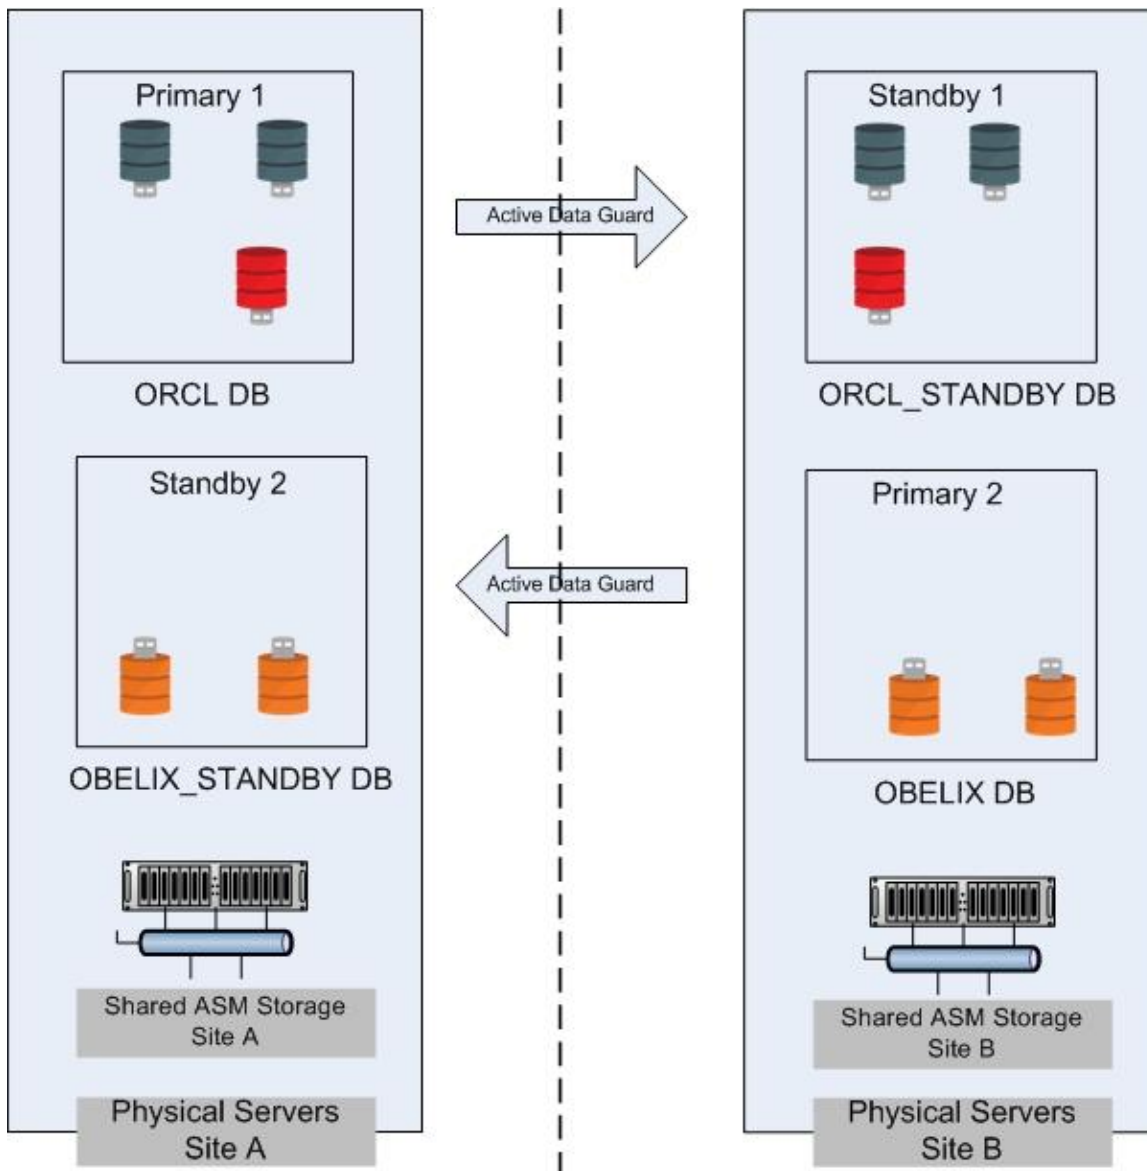 Primary 1
ORCL DB
Standby 2
OBELIX_STANDBY DB
Shared ASM Storage
Site A
Physical Servers
Site A
Active Data Guard
Active Data Guard
Standby 1
ORCL_STANDBY DB
Primary 2
OBELIX DB
Shared ASM Storage
Site B
Physical Servers
Site B